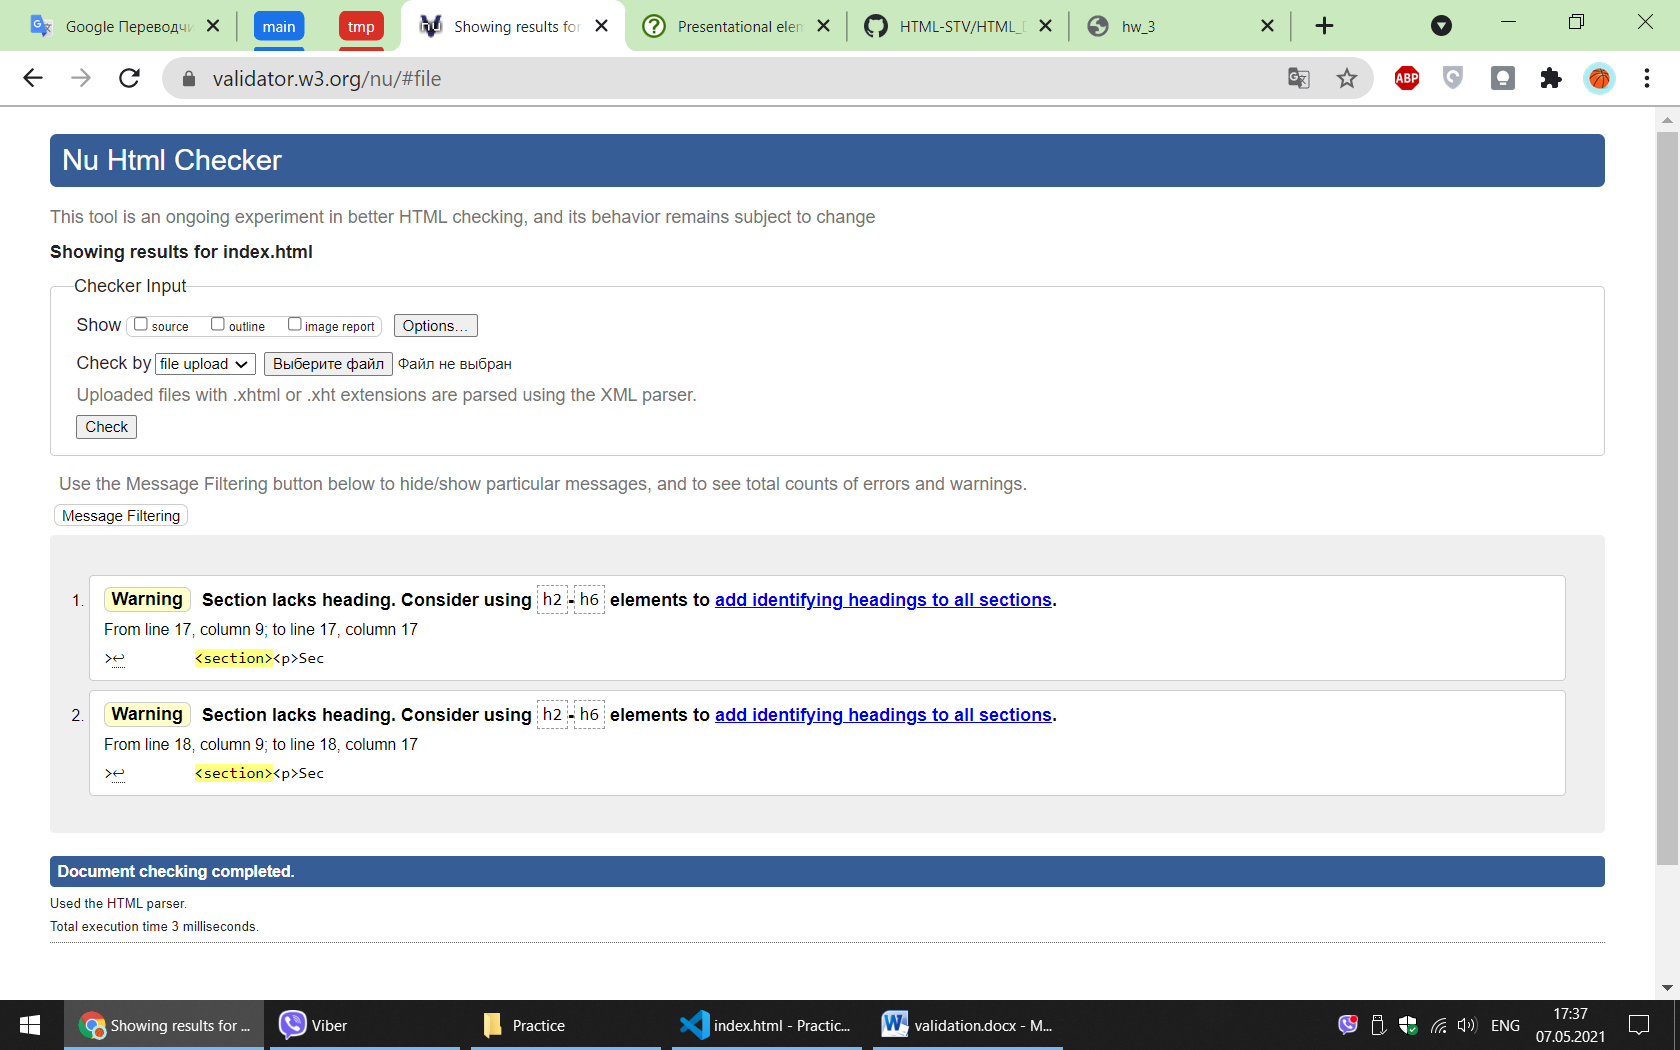 Google Переводчи
main
tmp
Showing results for
Presentational elem
HTML-STV/HTML_D
hw_3
validator.w3.org/nu/#file
ABP
Nu Html Checker
This tool is an ongoing experiment in better HTML checking, and its behavior remains subject to change
Showing results for index.html
Checker Input
Show source outline image report Options...
Check by file upload Выберите файл Файл не выбран
Uploaded files with .xhtml or .xht extensions are parsed using the XML parser.
Check
Use the Message Filtering button below to hide/show particular messages, and to see total counts of errors and warnings.
Message Filtering
1. Warning Section lacks heading. Consider using h2-h6 elements to add identifying headings to all sections.
From line 17, column 9; to line 17, column 17
>↩ <section><p>Sec
2. Warning Section lacks heading. Consider using h2-h6 elements to add identifying headings to all sections.
From line 18, column 9; to line 18, column 17
>↩ <section><p>Sec
Document checking completed.
Used the HTML parser.
Total execution time 3 milliseconds.
Showing results for ...
Viber
Practice
index.html - Practic...
validation.docx - M...
ENG
17:37
07.05.2021